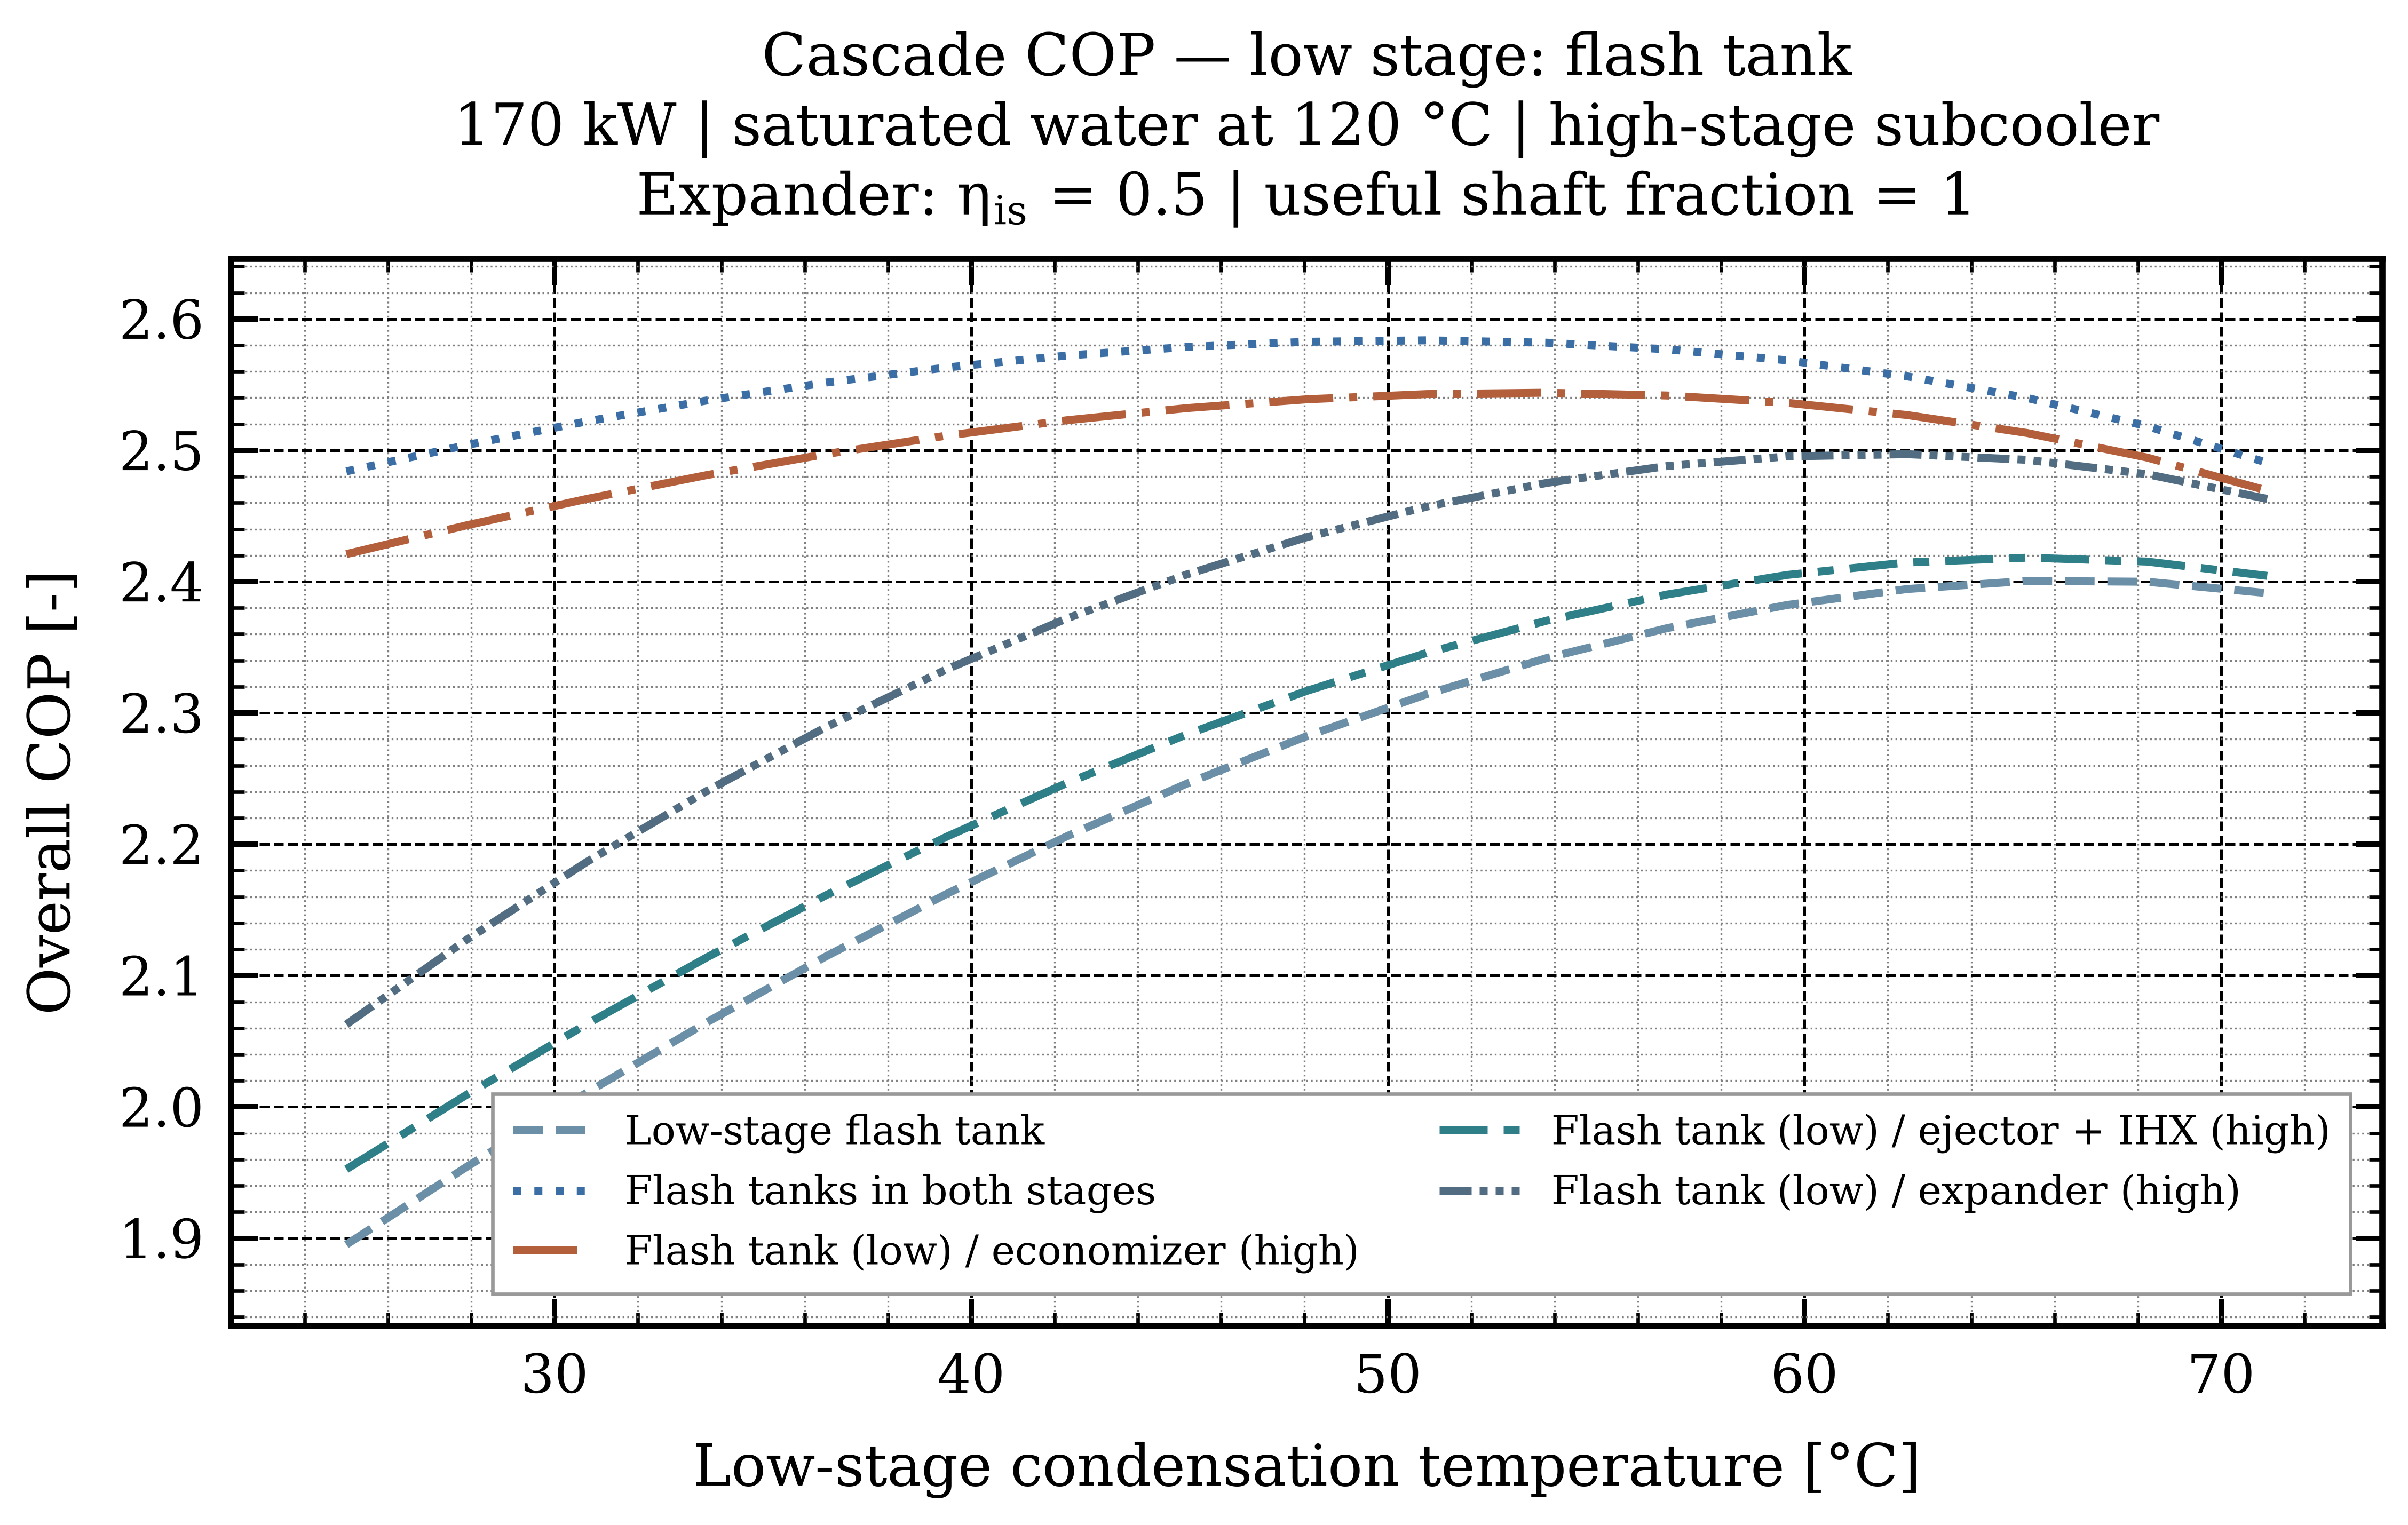 Cascade COP — low stage: flash tank
170 kW | saturated water at 120 °C | high-stage subcooler
Expander: ηis = 0.5 | useful shaft fraction = 1
Overall COP [-]
2.6
2.5
2.4
2.3
2.2
2.1
2.0
1.9
Low-stage flash tank
Flash tanks in both stages
Flash tank (low) / economizer (high)
Flash tank (low) / ejector + IHX (high)
Flash tank (low) / expander (high)
30 40 50 60 70
Low-stage condensation temperature [°C]